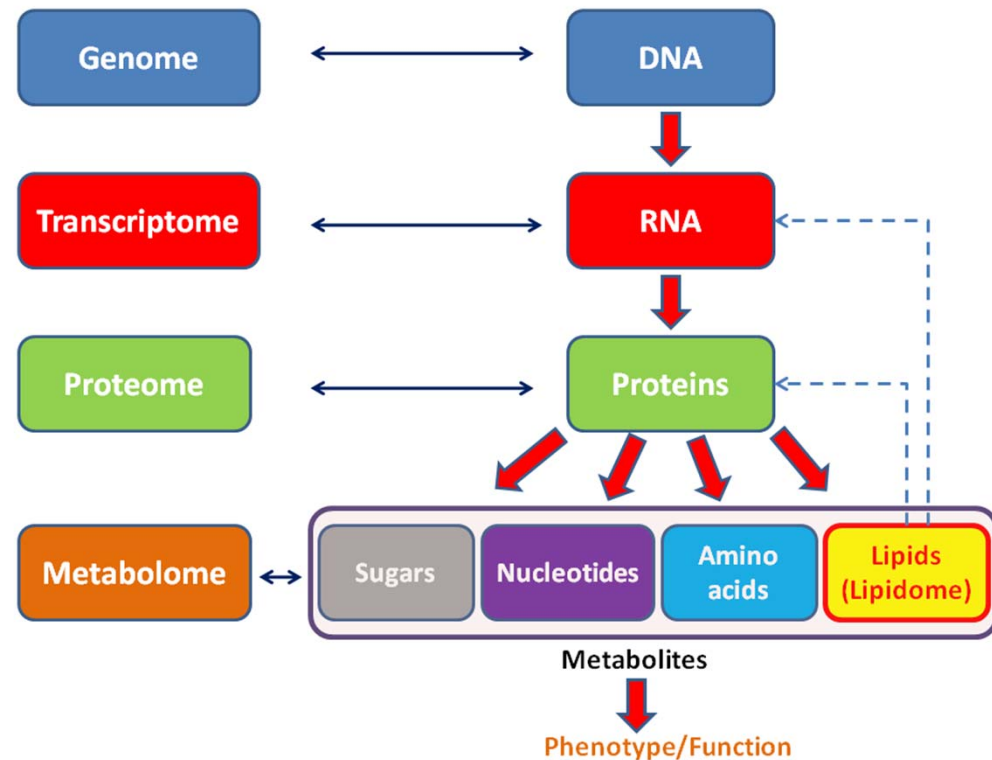 Genome
DNA
Transcriptome
RNA
Proteome
Proteins
Metabolome
Sugars
Nucleotides
Amino
acids
Lipids
(Lipidome)
Metabolites
Phenotype/Function